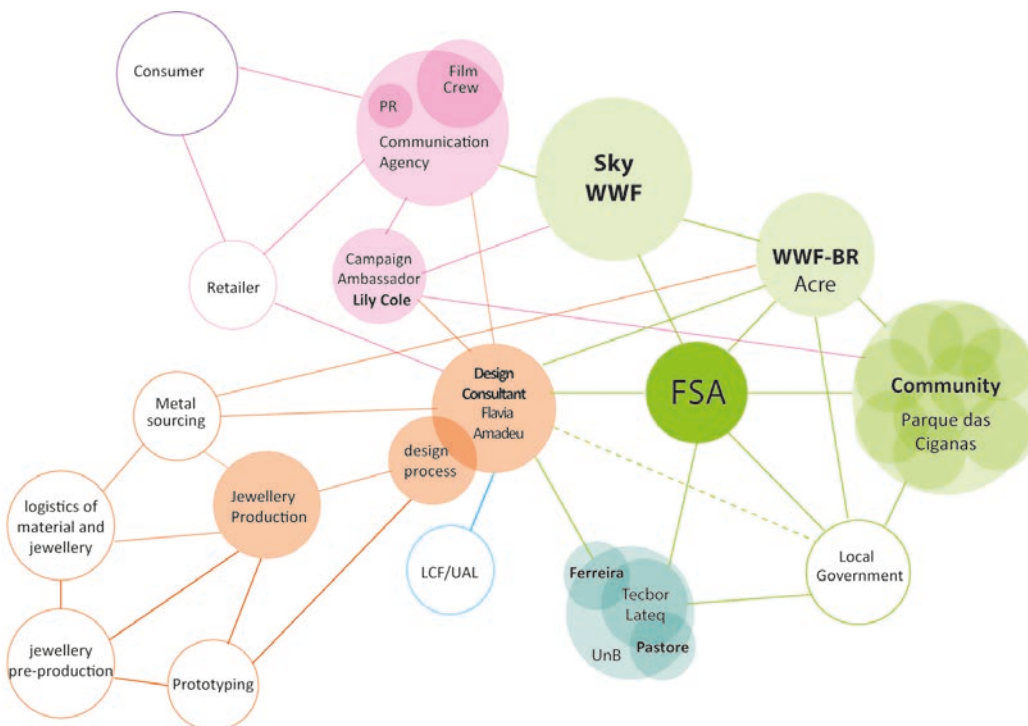 Consumer
Film
Crew
PR
Communication
Agency
Sky
WWF
WWF-BR
Acre
Campaign
Ambassador
Lily Cole
Retailer
Design
Consultant
Flavia
Amadeu
FSA
Community
Parque das
Ciganas
Metal
sourcing
design
process
Jewellery
Production
logistics of
material and
jewellery
LCF/UAL
Local
Government
Ferreira
Tecbor
Lateq
UnB
Pastore
jewellery
pre-production
Prototyping